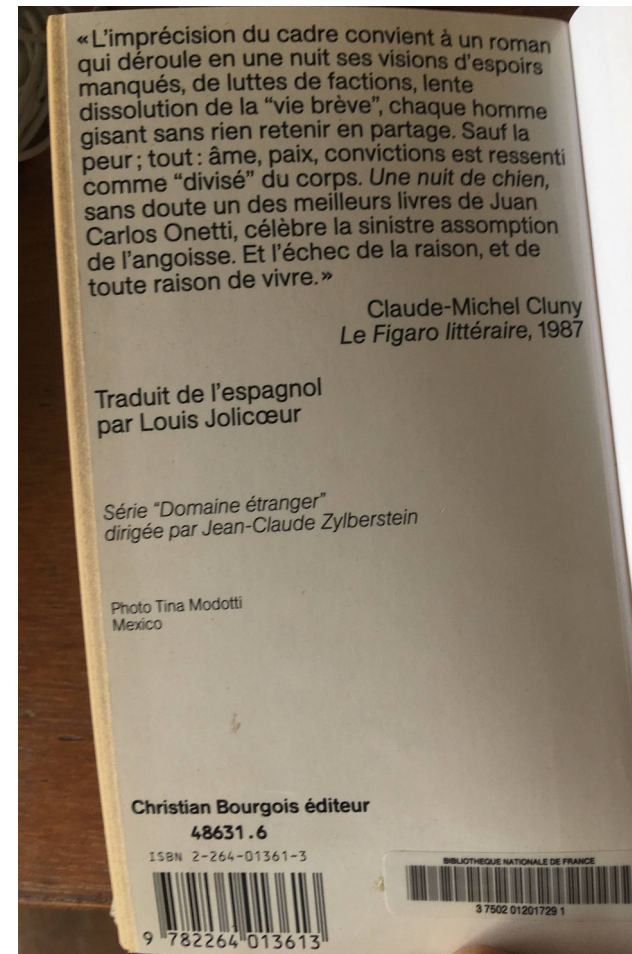 « L'imprécision du cadre convient à un roman
qui déroule en une nuit ses visions d'espoirs
manqués, de luttes de factions, lente
dissolution de la “vie brève”, chaque homme
gisant sans rien retenir en partage. Sauf la
peur ; tout : âme, paix, convictions est ressenti
comme “divisé” du corps. Une nuit de chien,
sans doute un des meilleurs livres de Juan
Carlos Onetti, célèbre la sinistre assomption
de l'angoisse. Et l'échec de la raison, et de
toute raison de vivre. »
Claude-Michel Cluny
Le Figaro littéraire, 1987
Traduit de l'espagnol
par Louis Jolicœur
Série “Domaine étranger”
dirigée par Jean-Claude Zylberstein
Photo Tina Modotti
Mexico
Christian Bourgois éditeur
48631.6
ISBN 2-264-01361-3
BIBLIOTHEQUE NATIONALE DE FRANCE
3 7502 01201729 1
9 782264 013613